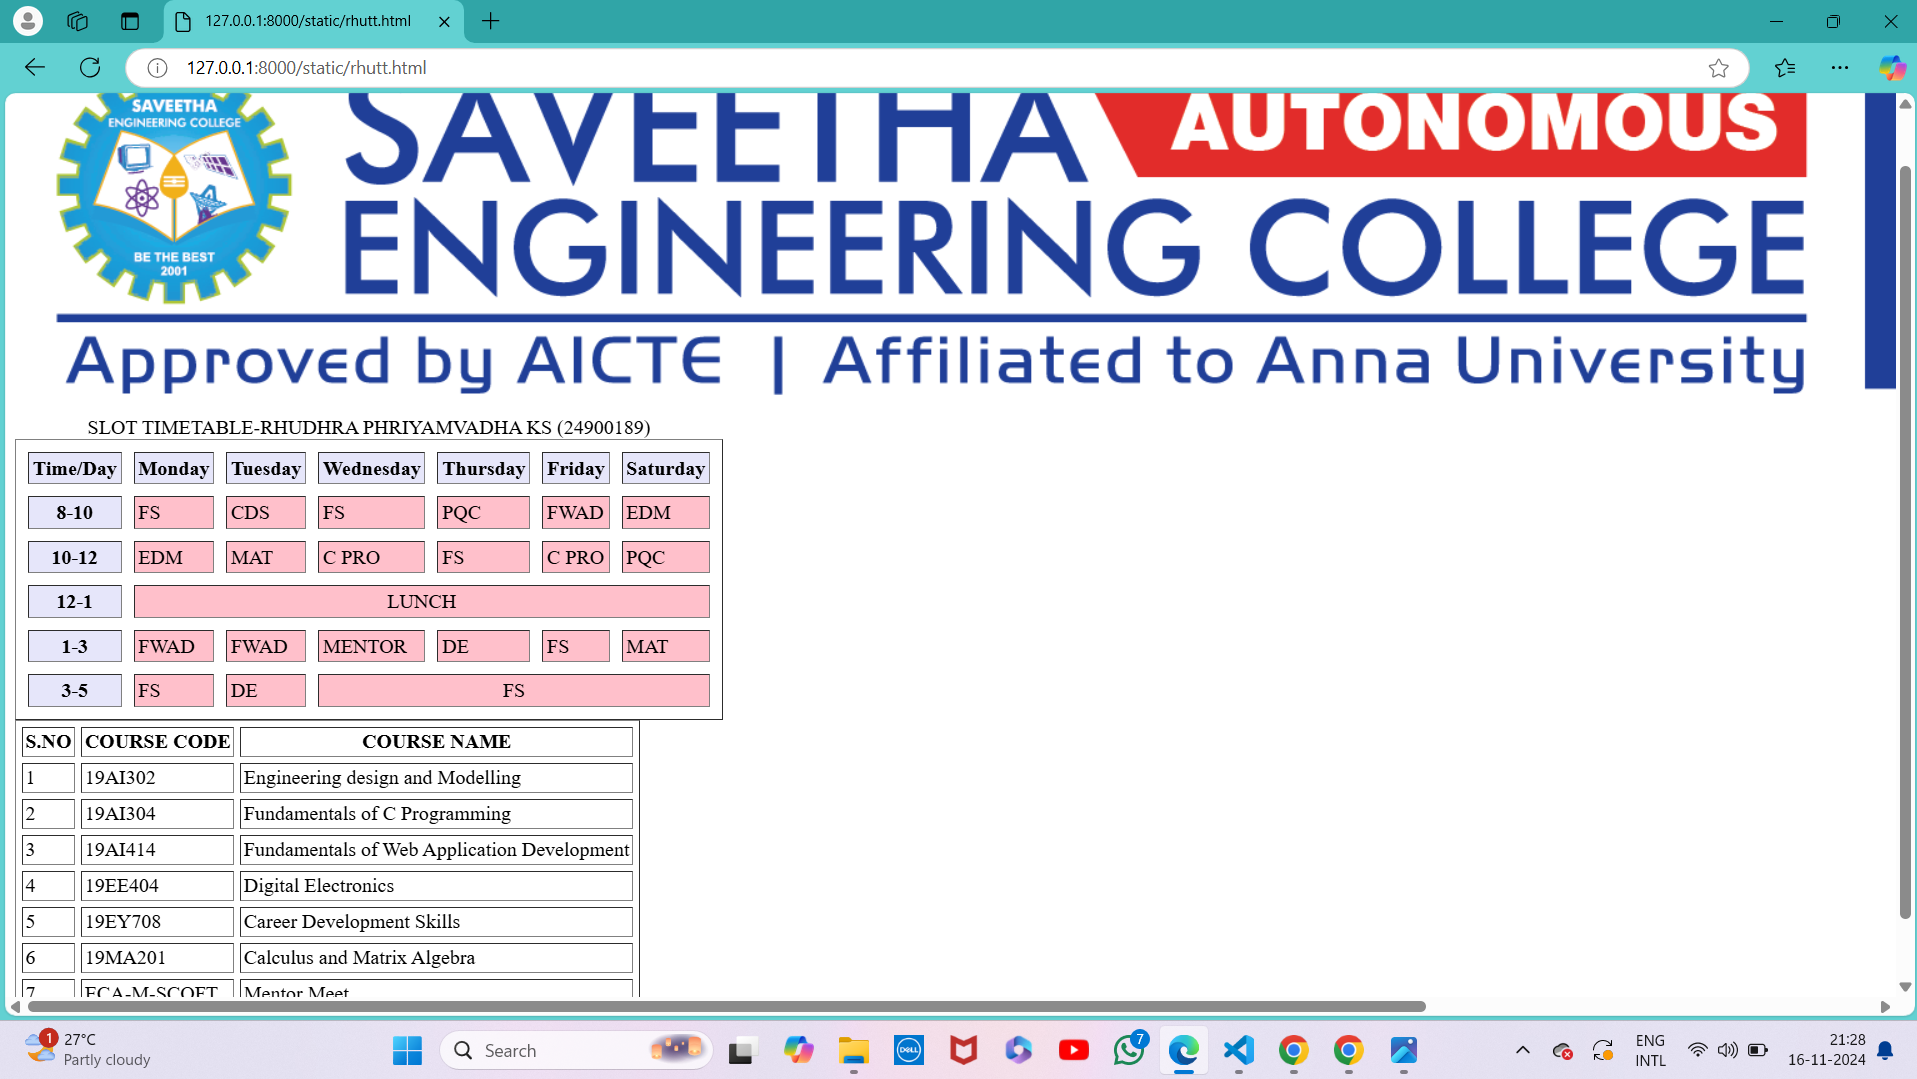 127.0.0.1:8000/static/rhutt.html
127.0.0.1:8000/static/rhutt.html
SAVEETHA
ENGINEERING COLLEGE
BE THE BEST
2001
SAVEETHA AUTONOMOUS
ENGINEERING COLLEGE
Approved by AICTE | Affiliated to Anna University
SLOT TIMETABLE-RHUDHRA PHRIYAMVADHA KS (24900189)
Time/Day Monday Tuesday Wednesday Thursday Friday Saturday
8-10 FS CDS FS PQC FWAD EDM
10-12 EDM MAT C PRO FS C PRO PQC
12-1 LUNCH
1-3 FWAD FWAD MENTOR DE FS MAT
3-5 FS DE FS
S.NO COURSE CODE COURSE NAME
1 19AI302 Engineering design and Modelling
2 19AI304 Fundamentals of C Programming
3 19AI414 Fundamentals of Web Application Development
4 19EE404 Digital Electronics
5 19EY708 Career Development Skills
6 19MA201 Calculus and Matrix Algebra
7 ECA-M-SCOFT Mentor Meet
1 27°C
Partly cloudy
Search
DELL
7
ENG
INTL
21:28
16-11-2024